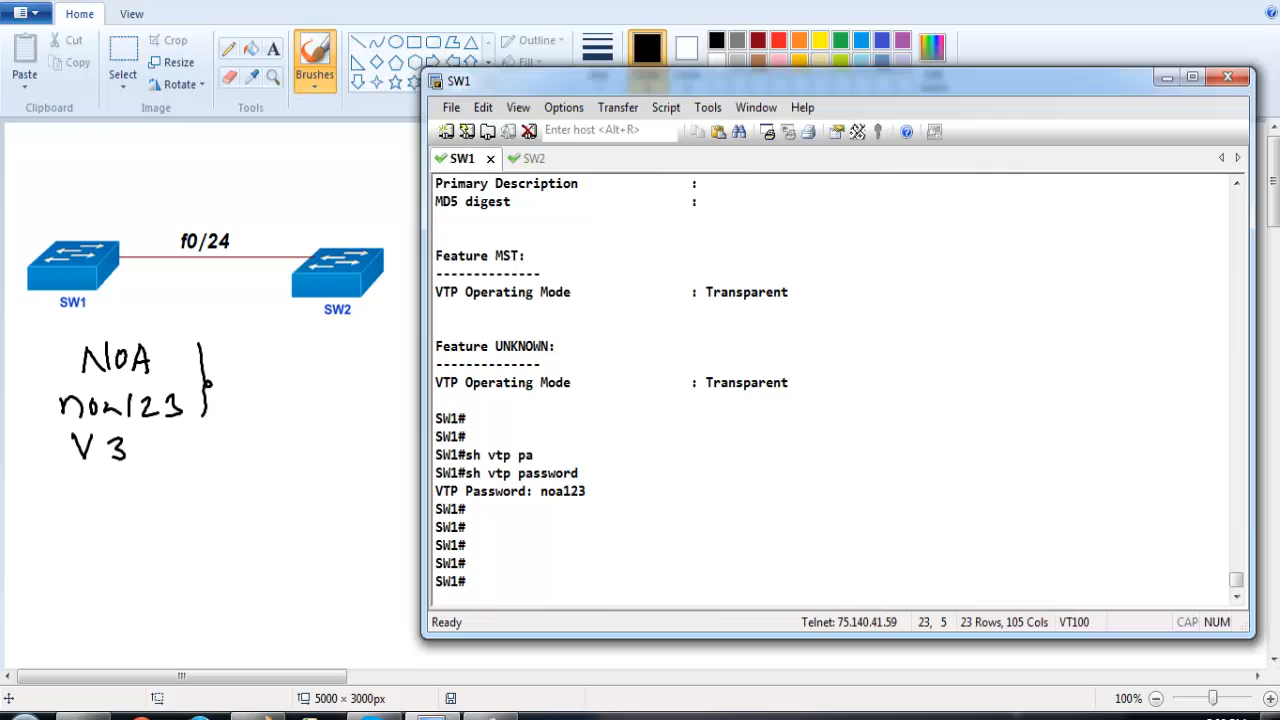 Home
View
Paste
Cut
Copy
Clipboard
Select
Crop
Resize
Rotate
Image
A
Tools
Brushes
Outline
SW1
File Edit View Options Transfer Script Tools Window Help
Enter host <Alt+R>
SW1
SW2
Primary Description :
MD5 digest :
Feature MST:
--------------
VTP Operating Mode : Transparent
Feature UNKNOWN:
--------------
VTP Operating Mode : Transparent
SW1#
SW1#
SW1#sh vtp pa
SW1#sh vtp password
VTP Password: noa123
SW1#
SW1#
SW1#
SW1#
SW1#
Ready
Telnet: 75.140.41.59 23, 5 23 Rows, 105 Cols VT100 CAP NUM
f0/24
SW1
SW2
NOA
noa123
V 3
5000 × 3000px
100%